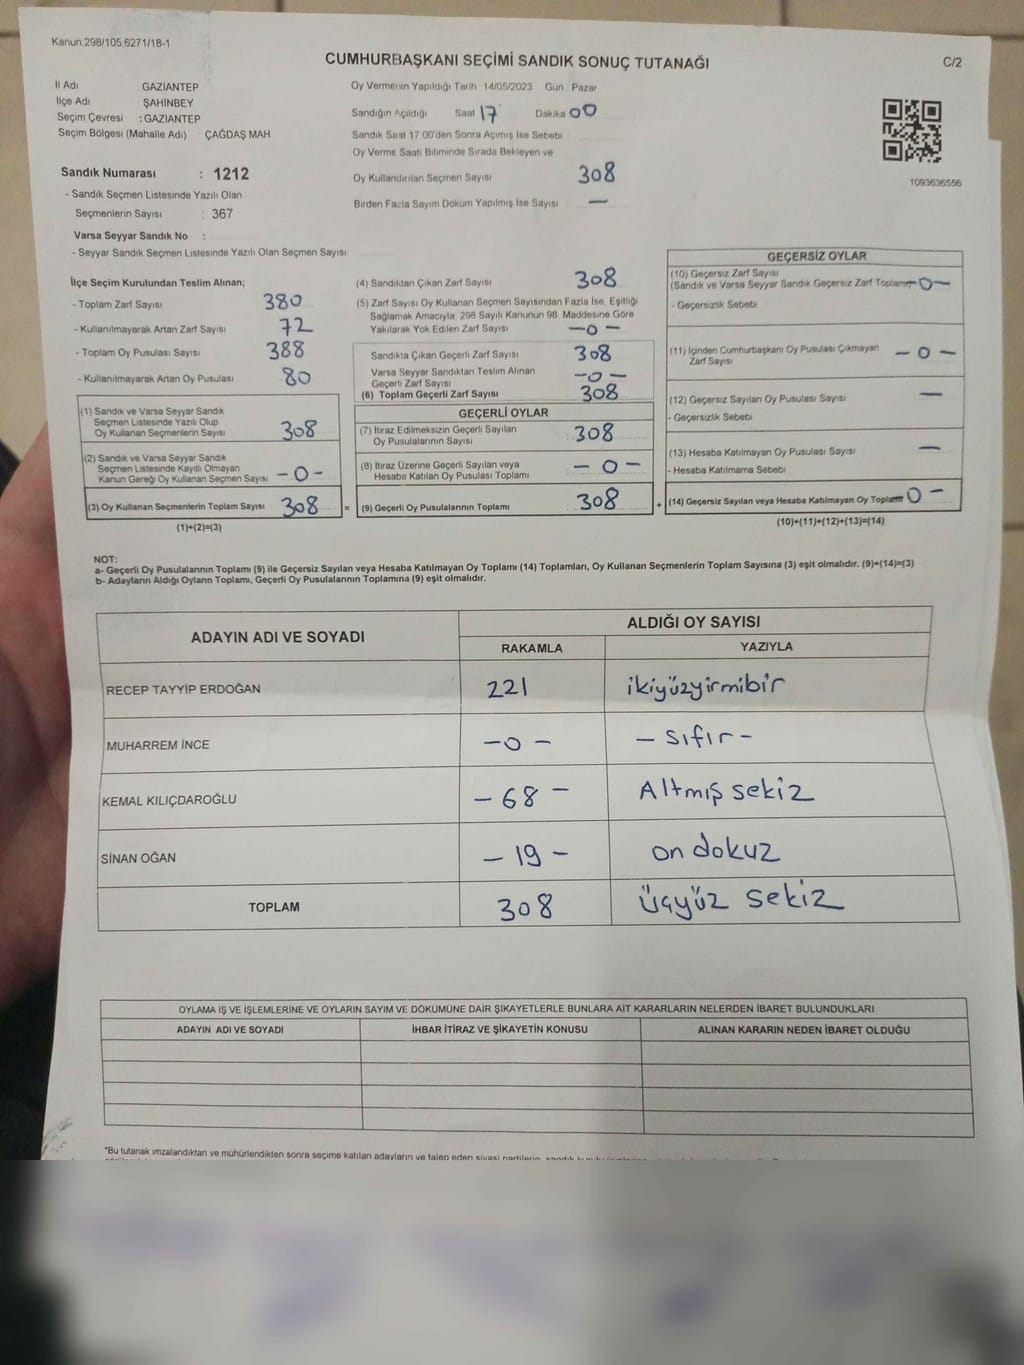 Kanun 298/105,6271/18-1
CUMHURBAŞKANI SEÇİMİ SANDIK SONUÇ TUTANAĞI
C/2
İl Adı GAZİANTEP
İlçe Adı ŞAHİNBEY
Seçim Çevresi : GAZİANTEP
Seçim Bölgesi (Mahalle Adı) ÇAĞDAŞ MAH
Oy Vermenin Yapıldığı Tarih 14/05/2023 Gün Pazar
Sandığın Açıldığı Saat 17 Dakika 00
Sandık Saat 17 00'den Sonra Açımış İse Sebebi
Oy Verme Saati Bitiminde Sırada Bekleyen ve
Oy Kullandırılan Seçmen Sayısı 308
Birden Fazla Sayım Döküm Yapılmış İse Sayısı —
1093636556
Sandık Numarası : 1212
- Sandık Seçmen Listesinde Yazılı Olan
Seçmenlerin Sayısı : 367
Varsa Seyyar Sandık No :
- Seyyar Sandık Seçmen Listesinde Yazılı Olan Seçmen Sayısı
İlçe Seçim Kurulundan Teslim Alınan;
- Toplam Zarf Sayısı 380
- Kullanılmayarak Artan Zarf Sayısı 72
- Toplam Oy Pusulası Sayısı 388
- Kullanılmayarak Artan Oy Pusulası 80
(1) Sandık ve Varsa Seyyar Sandık
Seçmen Listesinde Yazılı Olup
Oy Kullanan Seçmenlerin Sayısı 308
(2) Sandık ve Varsa Seyyar Sandık
Seçmen Listesinde Kayıtlı Olmayan
Kanun Gereği Oy Kullanan Seçmen Sayısı - 0 -
(3) Oy Kullanan Seçmenlerin Toplam Sayısı 308
(1)+(2)=(3)
(4) Sandıktan Çıkan Zarf Sayısı 308
(5) Zarf Sayısı Oy Kullanan Seçmen Sayısından Fazla İse, Eşitliği
Sağlamak Amacıyla, 298 Sayılı Kanunun 98. Maddesine Göre
Yakılarak Yok Edilen Zarf Sayısı - 0 -
Sandıkta Çıkan Geçerli Zarf Sayısı 308
Varsa Seyyar Sandıktan Teslim Alınan
Geçerli Zarf Sayısı - 0 -
(6) Toplam Geçerli Zarf Sayısı 308
GEÇERLİ OYLAR
(7) İtiraz Edilmeksizin Geçerli Sayılan
Oy Pusulalarının Sayısı 308
(8) İtiraz Üzerine Geçerli Sayılan veya
Hesaba Katılan Oy Pusulası Toplamı - 0 -
= (9) Geçerli Oy Pusulalarının Toplamı 308
GEÇERSİZ OYLAR
(10) Geçersiz Zarf Sayısı
(Sandık ve Varsa Seyyar Sandık Geçersiz Zarf Toplamı) - 0 -
- Geçersizlik Sebebi
(11) İçinden Cumhurbaşkanı Oy Pusulası Çıkmayan
Zarf Sayısı - 0 -
(12) Geçersiz Sayılan Oy Pusulası Sayısı —
- Geçersizlik Sebebi
(13) Hesaba Katılmayan Oy Pusulası Sayısı —
- Hesaba Katılmama Sebebi
+ (14) Geçersiz Sayılan veya Hesaba Katılmayan Oy Toplamı - 0 -
(10)+(11)+(12)+(13)=(14)
NOT:
a- Geçerli Oy Pusulalarının Toplamı (9) ile Geçersiz Sayılan veya Hesaba Katılmayan Oy Toplamı (14) Toplamları, Oy Kullanan Seçmenlerin Toplam Sayısına (3) eşit olmalıdır. (9)+(14)=(3)
b- Adayların Aldığı Oyların Toplamı, Geçerli Oy Pusulalarının Toplamına (9) eşit olmalıdır.
ADAYIN ADI VE SOYADI ALDIĞI OY SAYISI
RAKAMLA YAZIYLA
RECEP TAYYİP ERDOĞAN 221 ikiyüzyirmibir
MUHARREM İNCE - 0 - - sıfır -
KEMAL KILIÇDAROĞLU - 68 - Altmış sekiz
SİNAN OĞAN - 19 - on dokuz
TOPLAM 308 Üçyüz sekiz
OYLAMA İŞ VE İŞLEMLERİNE VE OYLARIN SAYIM VE DÖKÜMÜNE DAİR ŞİKAYETLERLE BUNLARA AİT KARARLARIN NELERDEN İBARET BULUNDUKLARI
ADAYIN ADI VE SOYADI İHBAR İTİRAZ VE ŞİKAYETİN KONUSU ALINAN KARARIN NEDEN İBARET OLDUĞU
"Bu tutanak imzalandıktan ve mühürlendikten sonra seçime katılan adayların ve talep eden siyasi partilerin,